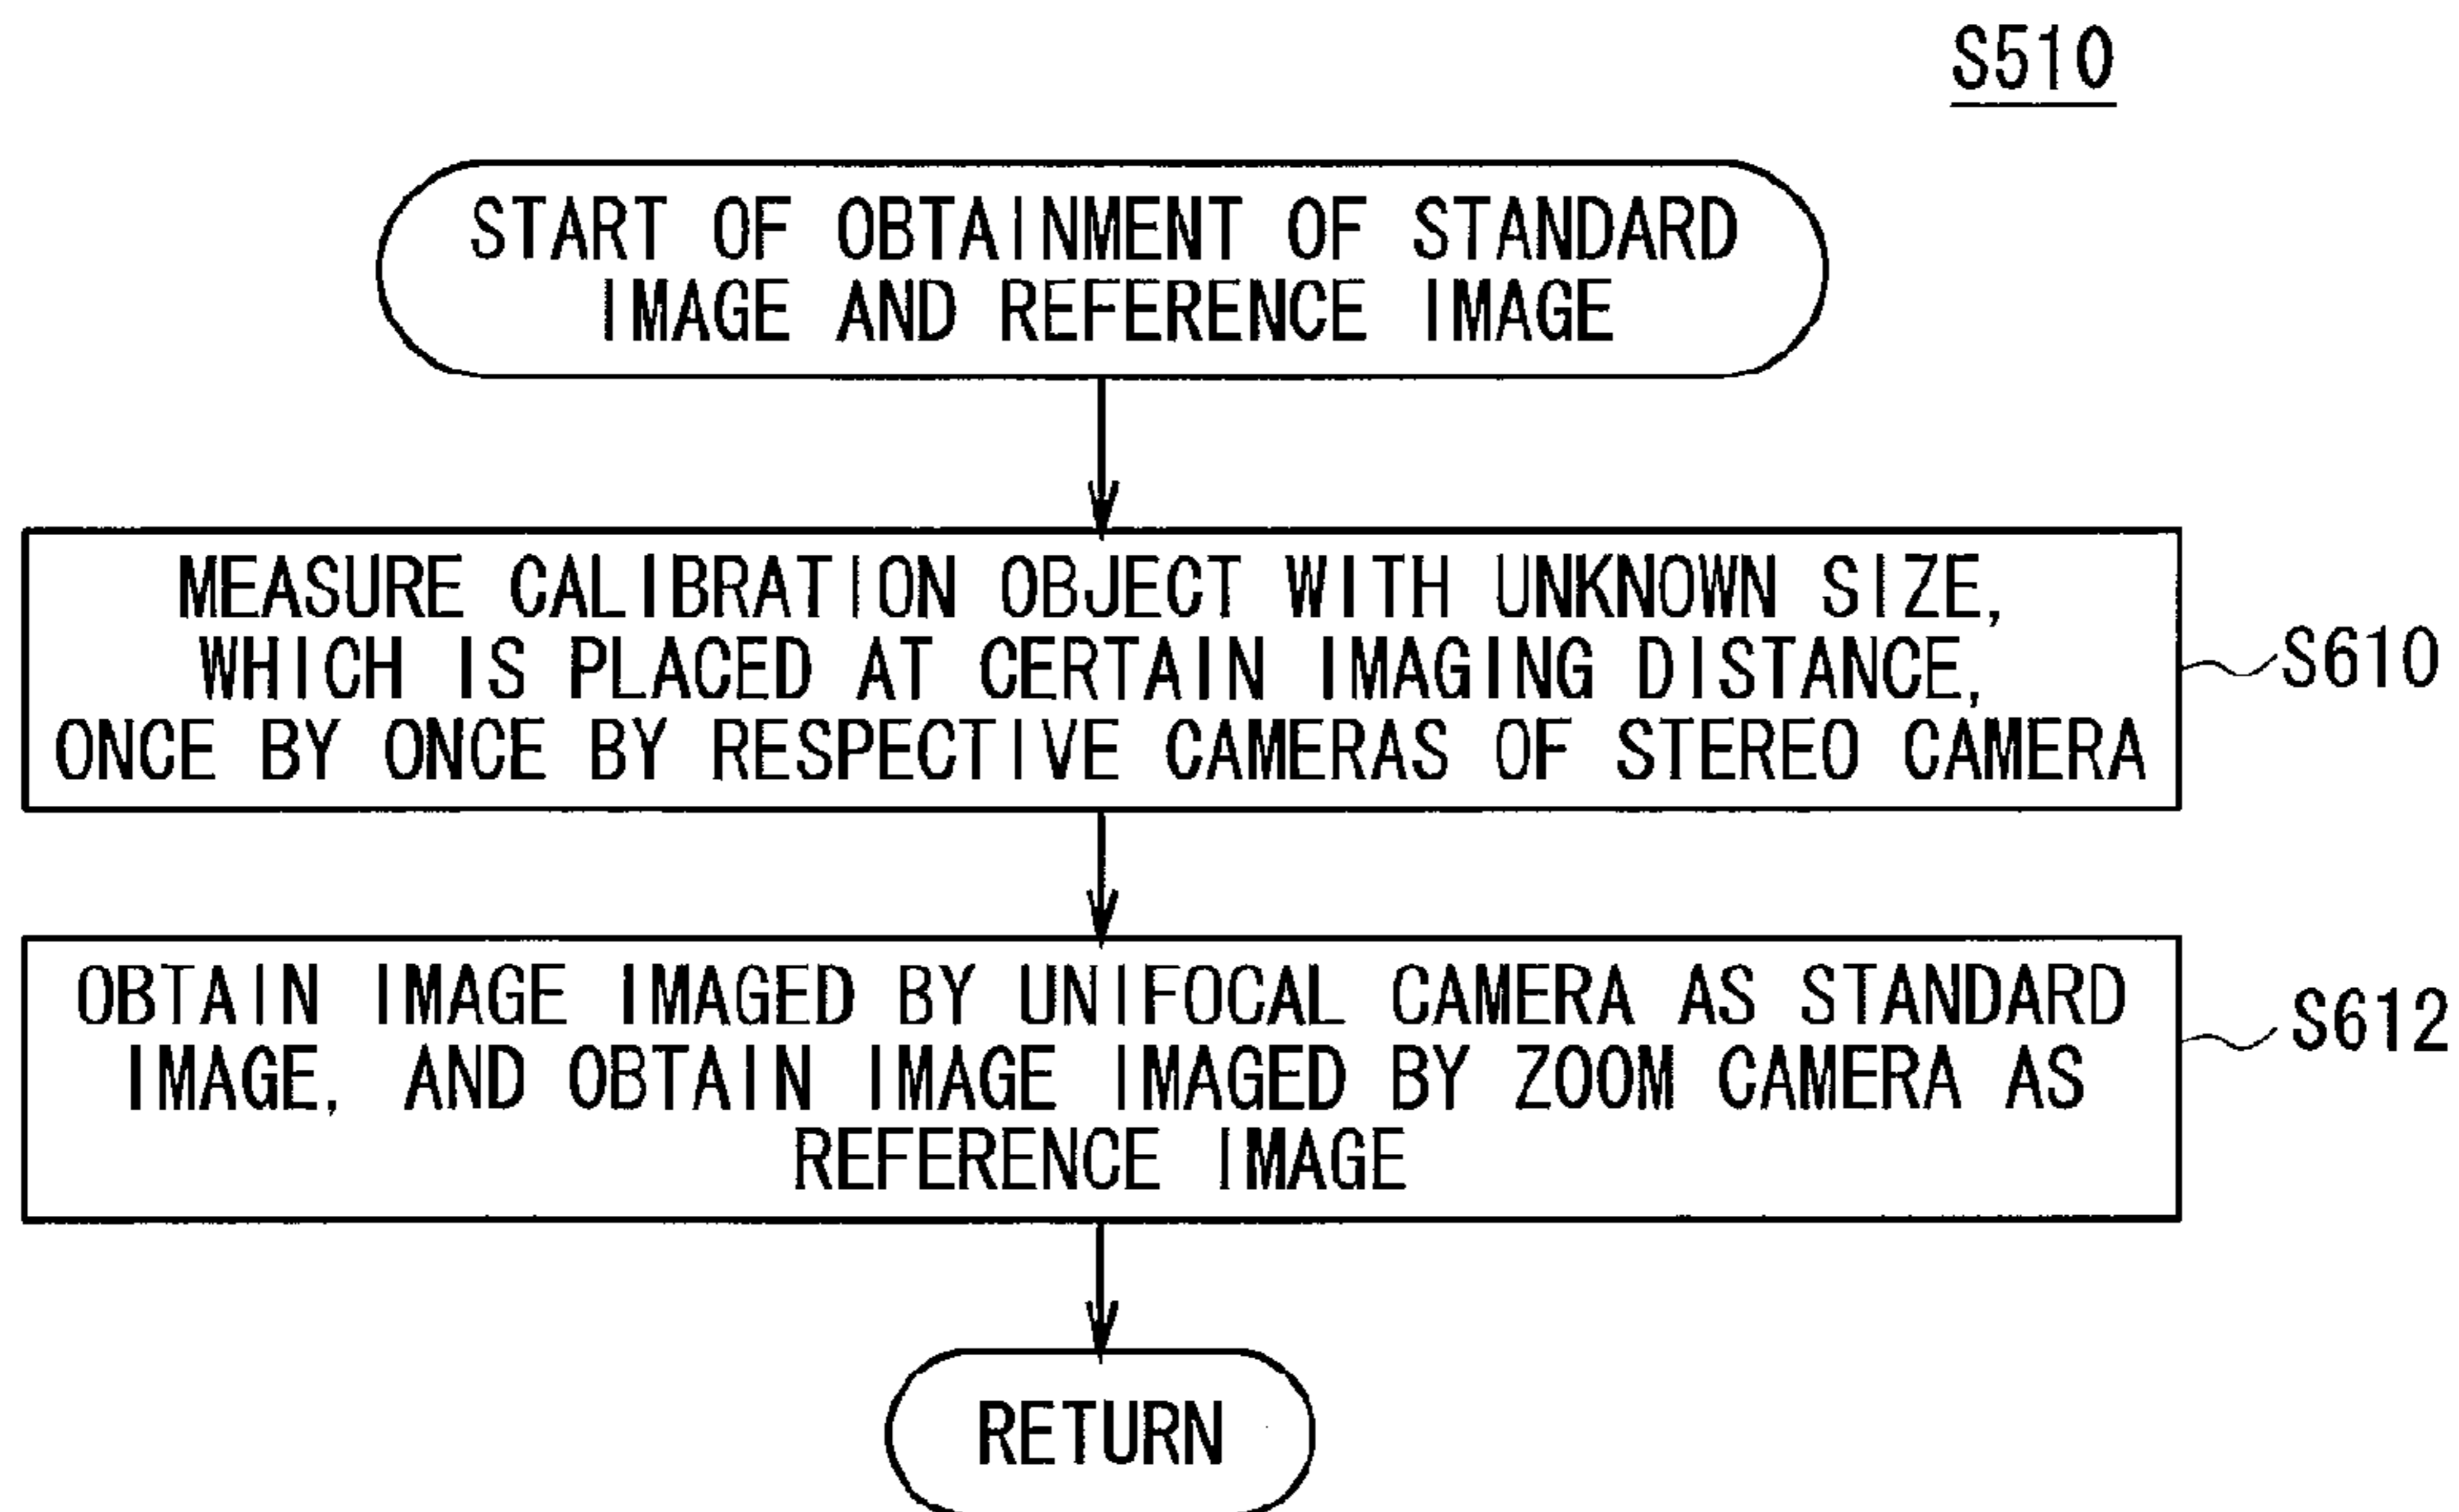 S510
START OF OBTAINMENT OF STANDARD
IMAGE AND REFERENCE IMAGE
MEASURE CALIBRATION OBJECT WITH UNKNOWN SIZE,
WHICH IS PLACED AT CERTAIN IMAGING DISTANCE,
ONCE BY ONCE BY RESPECTIVE CAMERAS OF STEREO CAMERA
S610
OBTAIN IMAGE IMAGED BY UNIFOCAL CAMERA AS STANDARD
IMAGE, AND OBTAIN IMAGE IMAGED BY ZOOM CAMERA AS
REFERENCE IMAGE
S612
RETURN